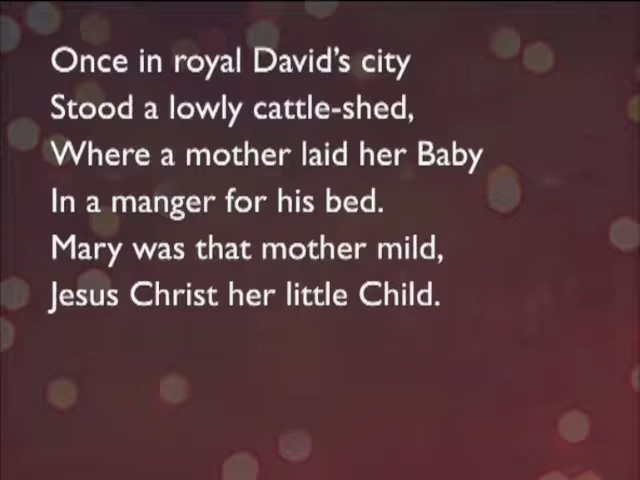 Once in royal David's city
Stood a lowly cattle-shed,
Where a mother laid her Baby
In a manger for his bed.
Mary was that mother mild,
Jesus Christ her little Child.